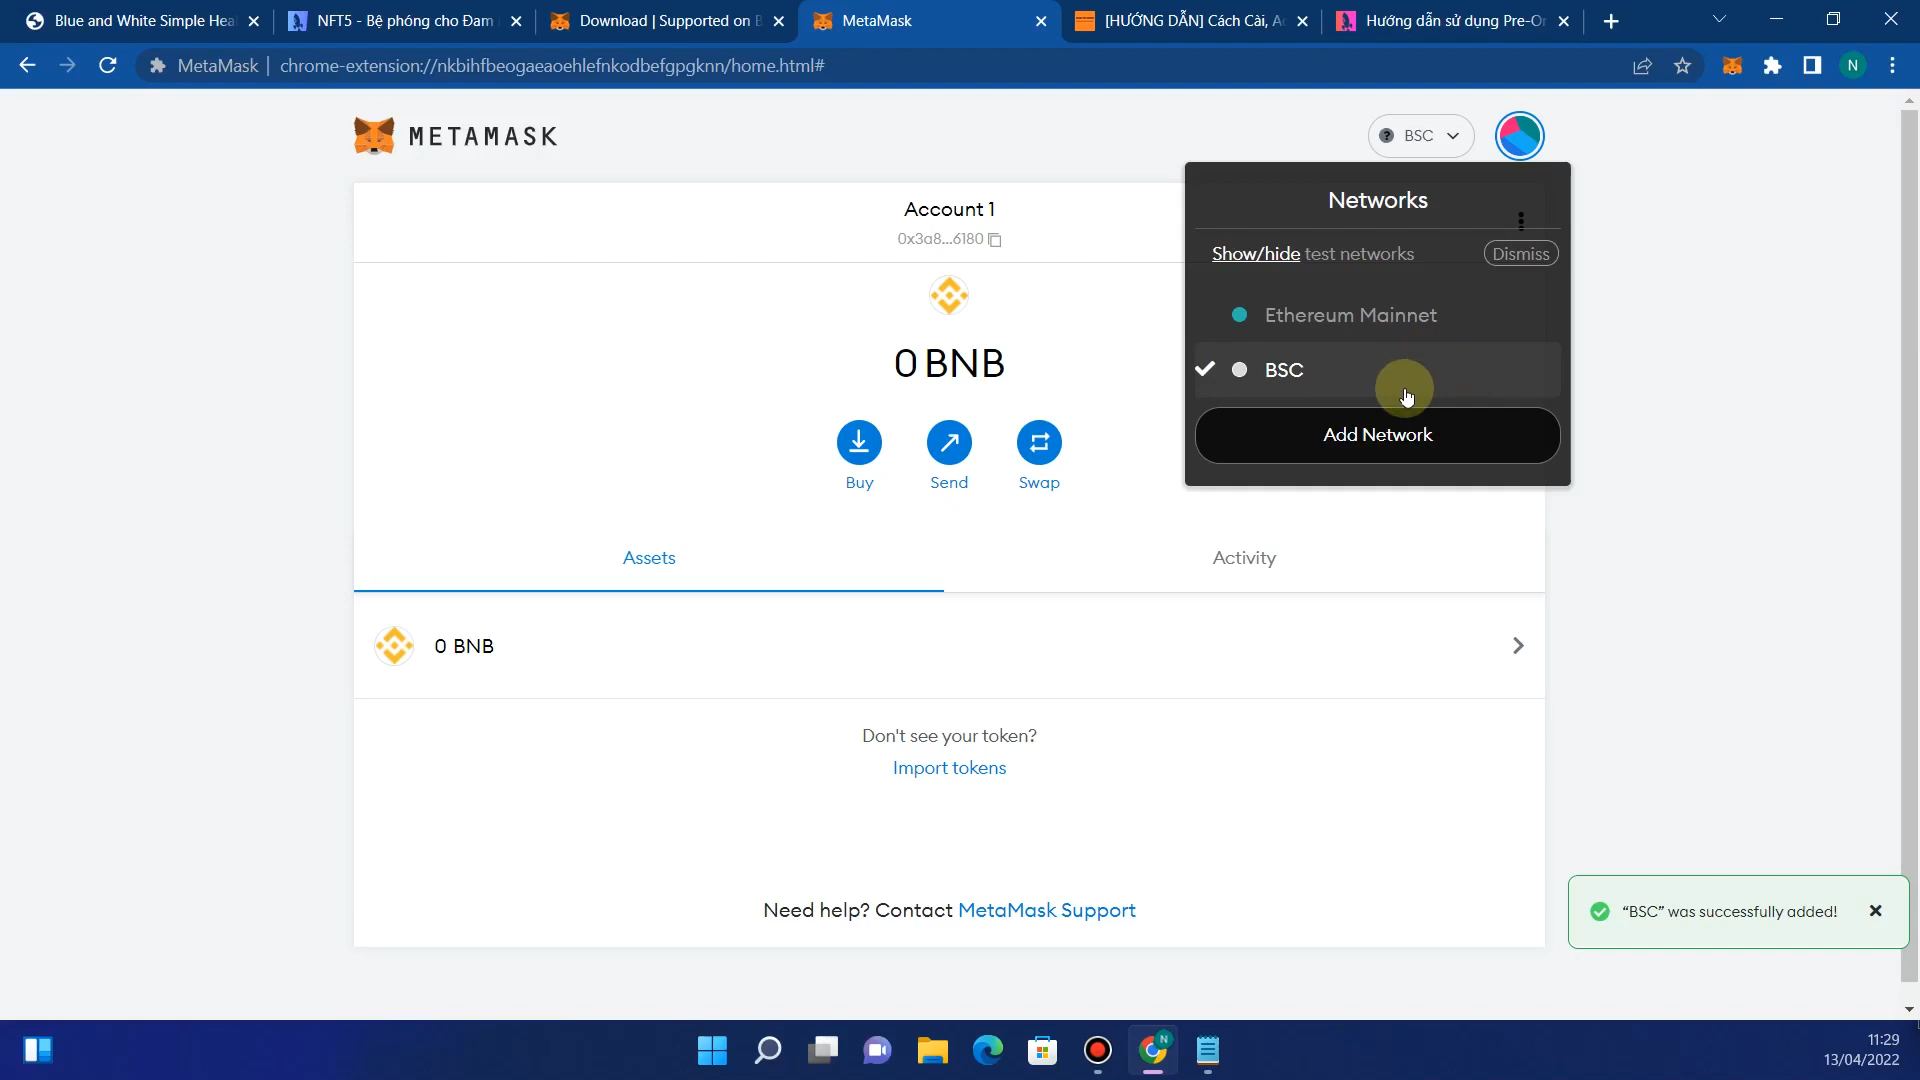 Blue and White Simple Hea
NFT5 - Bệ phóng cho Đam
Download | Supported on B
MetaMask
[HƯỚNG DẪN] Cách Cài, A
Hướng dẫn sử dụng Pre-Or
MetaMask
chrome-extension://nkbihfbeogaeaoehlefnkodbefgpgknn/home.html#
N
METAMASK
BSC
Networks
Account 1
0x3a8...6180
Show/hide test networks
Dismiss
Ethereum Mainnet
0 BNB
BSC
Add Network
Buy
Send
Swap
Assets
Activity
0 BNB
Don't see your token?
Import tokens
Need help? Contact MetaMask Support
“BSC” was successfully added!
N
11:29
13/04/2022